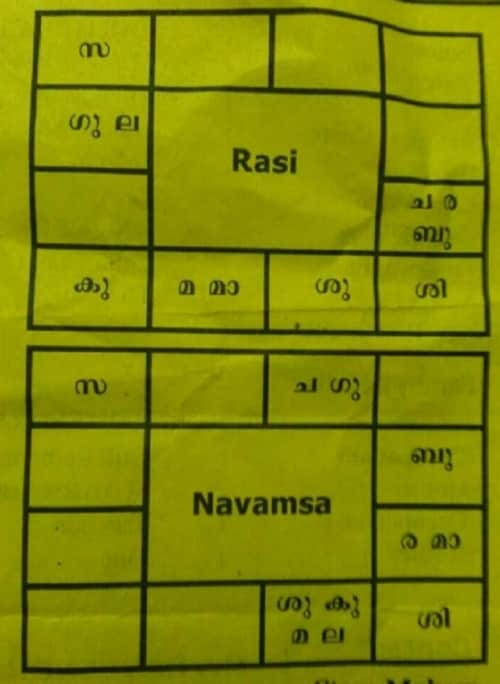 സ
ഗു ല
Rasi
ച ര
ബു
കു
മ മാ
ശു
ശി
സ
ച ഗു
ബു
Navamsa
ര മാ
ശു കു
മ ല
ശി